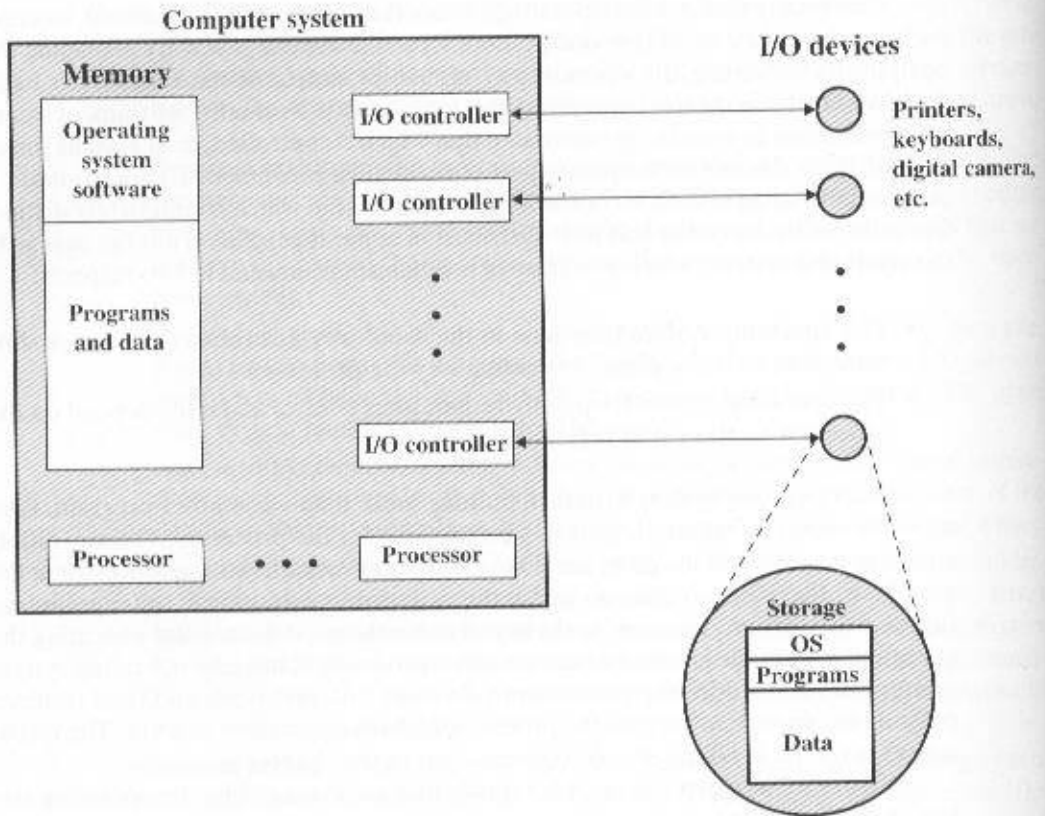 Computer system
I/O devices
Memory
Operating
system
software
Programs
and data
I/O controller
I/O controller
I/O controller
Printers,
keyboards,
digital camera,
etc.
Processor
Processor
Storage
OS
Programs
Data